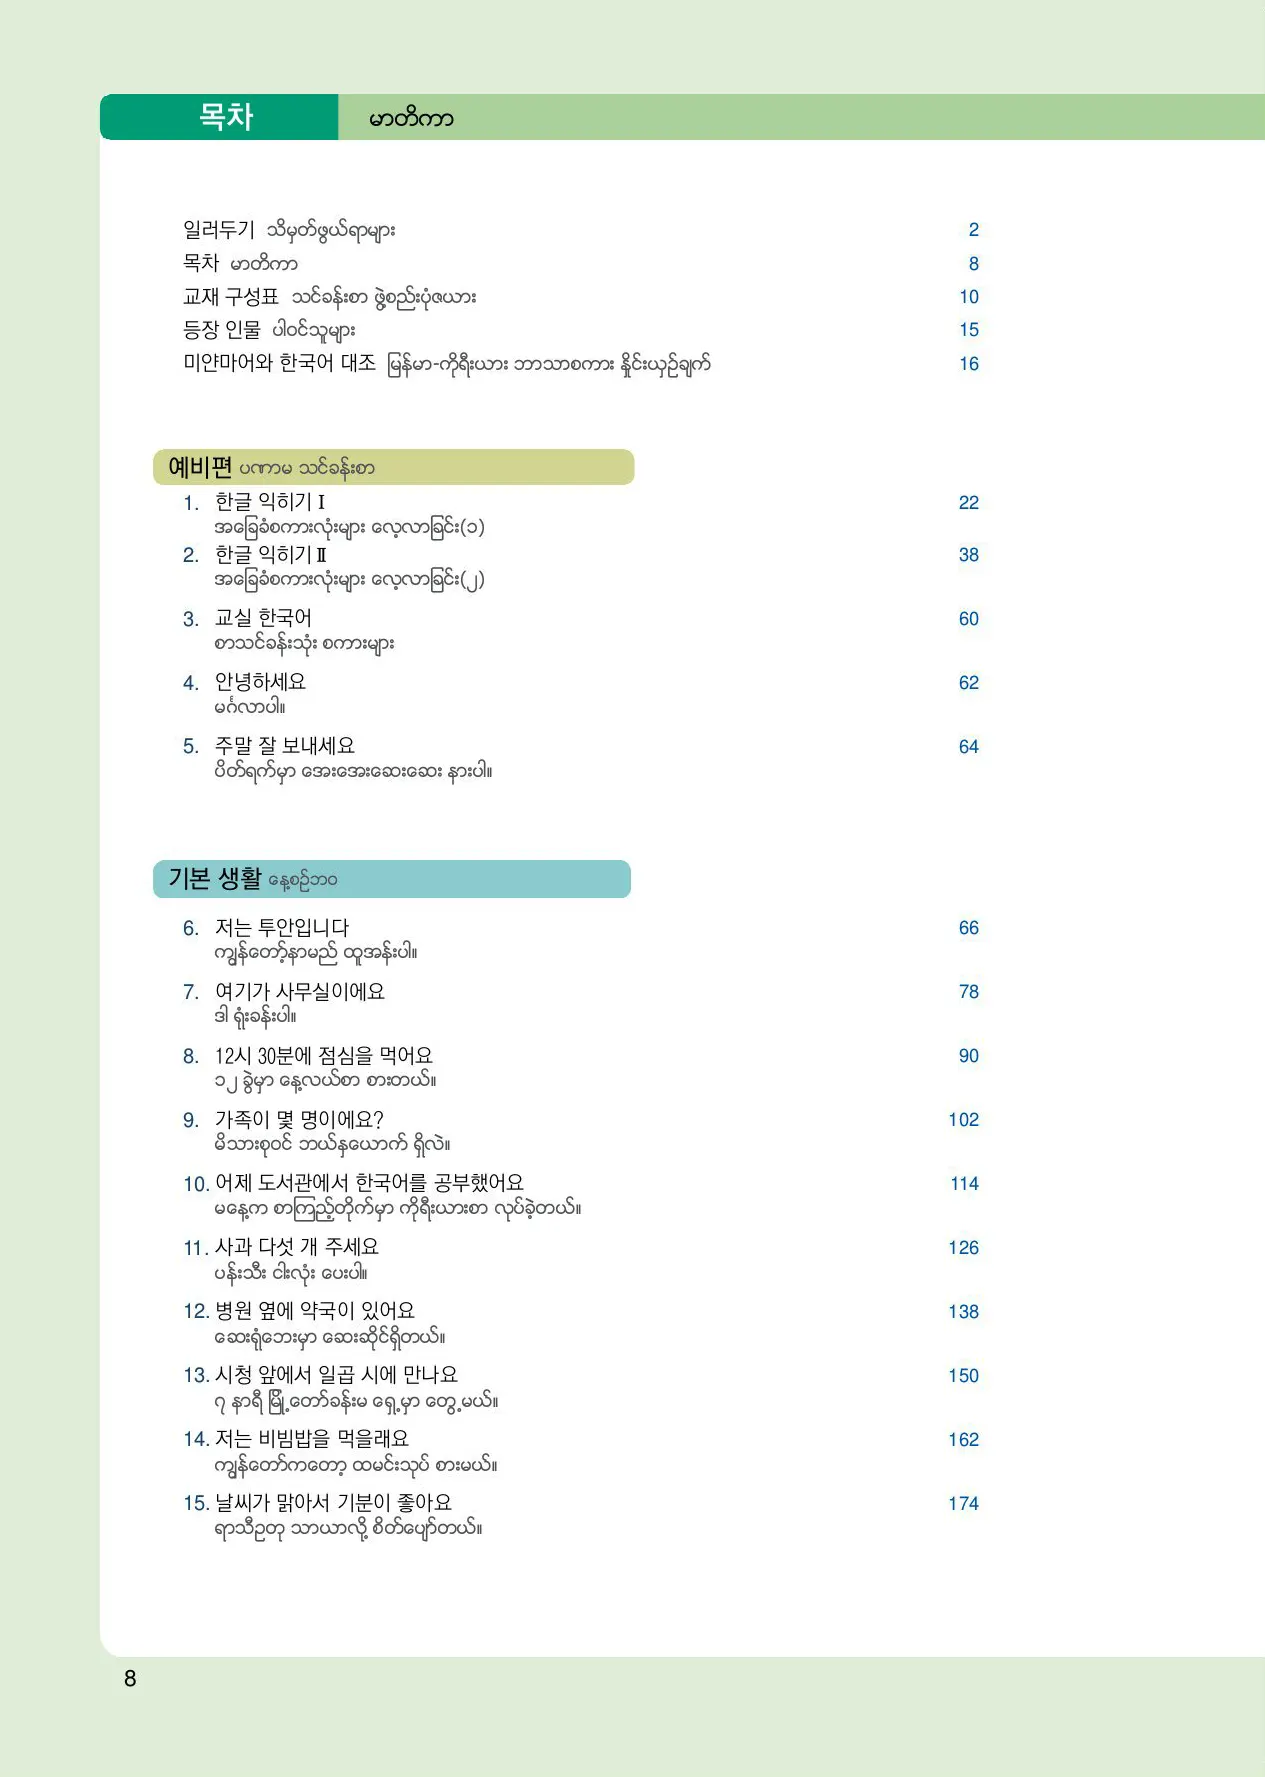 목차 မာတိကာ
일러두기 သိမှတ်ဖွယ်ရာများ 2
목차 မာတိကာ 8
교재 구성표 သင်ခန်းစာ ဖွဲ့စည်းပုံဇယား 10
등장 인물 ပါဝင်သူများ 15
미얀마어와 한국어 대조 မြန်မာ-ကိုရီးယား ဘာသာစကား နှိုင်းယှဉ်ချက် 16
예비편 ပဏာမ သင်ခန်းစာ
1. 한글 익히기 Ⅰ 22
အခြေခံစကားလုံးများ လေ့လာခြင်း(၁)
2. 한글 익히기 Ⅱ 38
အခြေခံစကားလုံးများ လေ့လာခြင်း(၂)
3. 교실 한국어 60
စာသင်ခန်းသုံး စကားများ
4. 안녕하세요 62
မင်္ဂလာပါ။
5. 주말 잘 보내세요 64
ပိတ်ရက်မှာ အေးအေးဆေးဆေး နားပါ။
기본 생활 နေ့စဉ်ဘဝ
6. 저는 투안입니다 66
ကျွန်တော့်နာမည် ထူအန်းပါ။
7. 여기가 사무실이에요 78
ဒါ ရုံးခန်းပါ။
8. 12시 30분에 점심을 먹어요 90
၁၂ ခွဲမှာ နေ့လယ်စာ စားတယ်။
9. 가족이 몇 명이에요? 102
မိသားစုဝင် ဘယ်နှယောက် ရှိလဲ။
10. 어제 도서관에서 한국어를 공부했어요 114
မနေ့က စာကြည့်တိုက်မှာ ကိုရီးယားစာ လုပ်ခဲ့တယ်။
11. 사과 다섯 개 주세요 126
ပန်းသီး ငါးလုံး ပေးပါ။
12. 병원 옆에 약국이 있어요 138
ဆေးရုံဘေးမှာ ဆေးဆိုင်ရှိတယ်။
13. 시청 앞에서 일곱 시에 만나요 150
၇ နာရီ မြို့တော်ခန်းမ ရှေ့မှာ တွေ့မယ်။
14. 저는 비빔밥을 먹을래요 162
ကျွန်တော်ကတော့ ထမင်းသုပ် စားမယ်။
15. 날씨가 맑아서 기분이 좋아요 174
ရာသီဥတု သာယာလို့ စိတ်ပျော်တယ်။
8